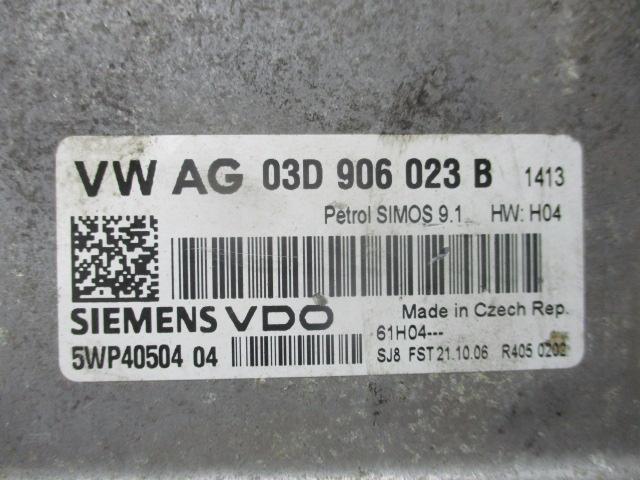 VW AG 03D 906 023 B 1413
Petrol SIMOS 9.1 HW: H04
SIEMENS VDO Made in Czech Rep.
61H04---
5WP40504 04 SJ8 FST 21.10.06 R405 0202